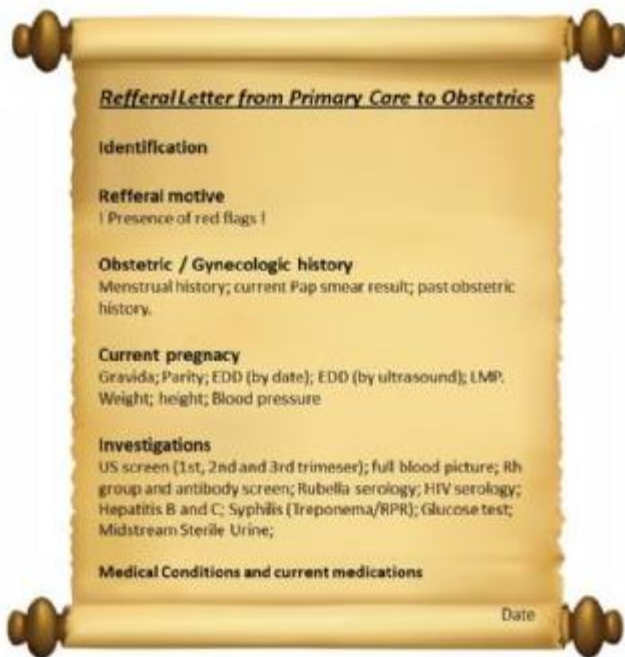 Refferal Letter from Primary Care to Obstetrics
Identification
Refferal motive
! Presence of red flags !
Obstetric / Gynecologic history
Menstrual history; current Pap smear result; past obstetric
history.
Current pregnacy
Gravida; Parity; EDD (by date); EDD (by ultrasound); LMP.
Weight; height; Blood pressure
Investigations
US screen (1st, 2nd and 3rd trimeser); full blood picture; Rh
group and antibody screen; Rubella serology; HIV serology;
Hepatitis B and C; Syphilis (Treponema/RPR); Glucose test;
Midstream Sterile Urine;
Medical Conditions and current medications
Date